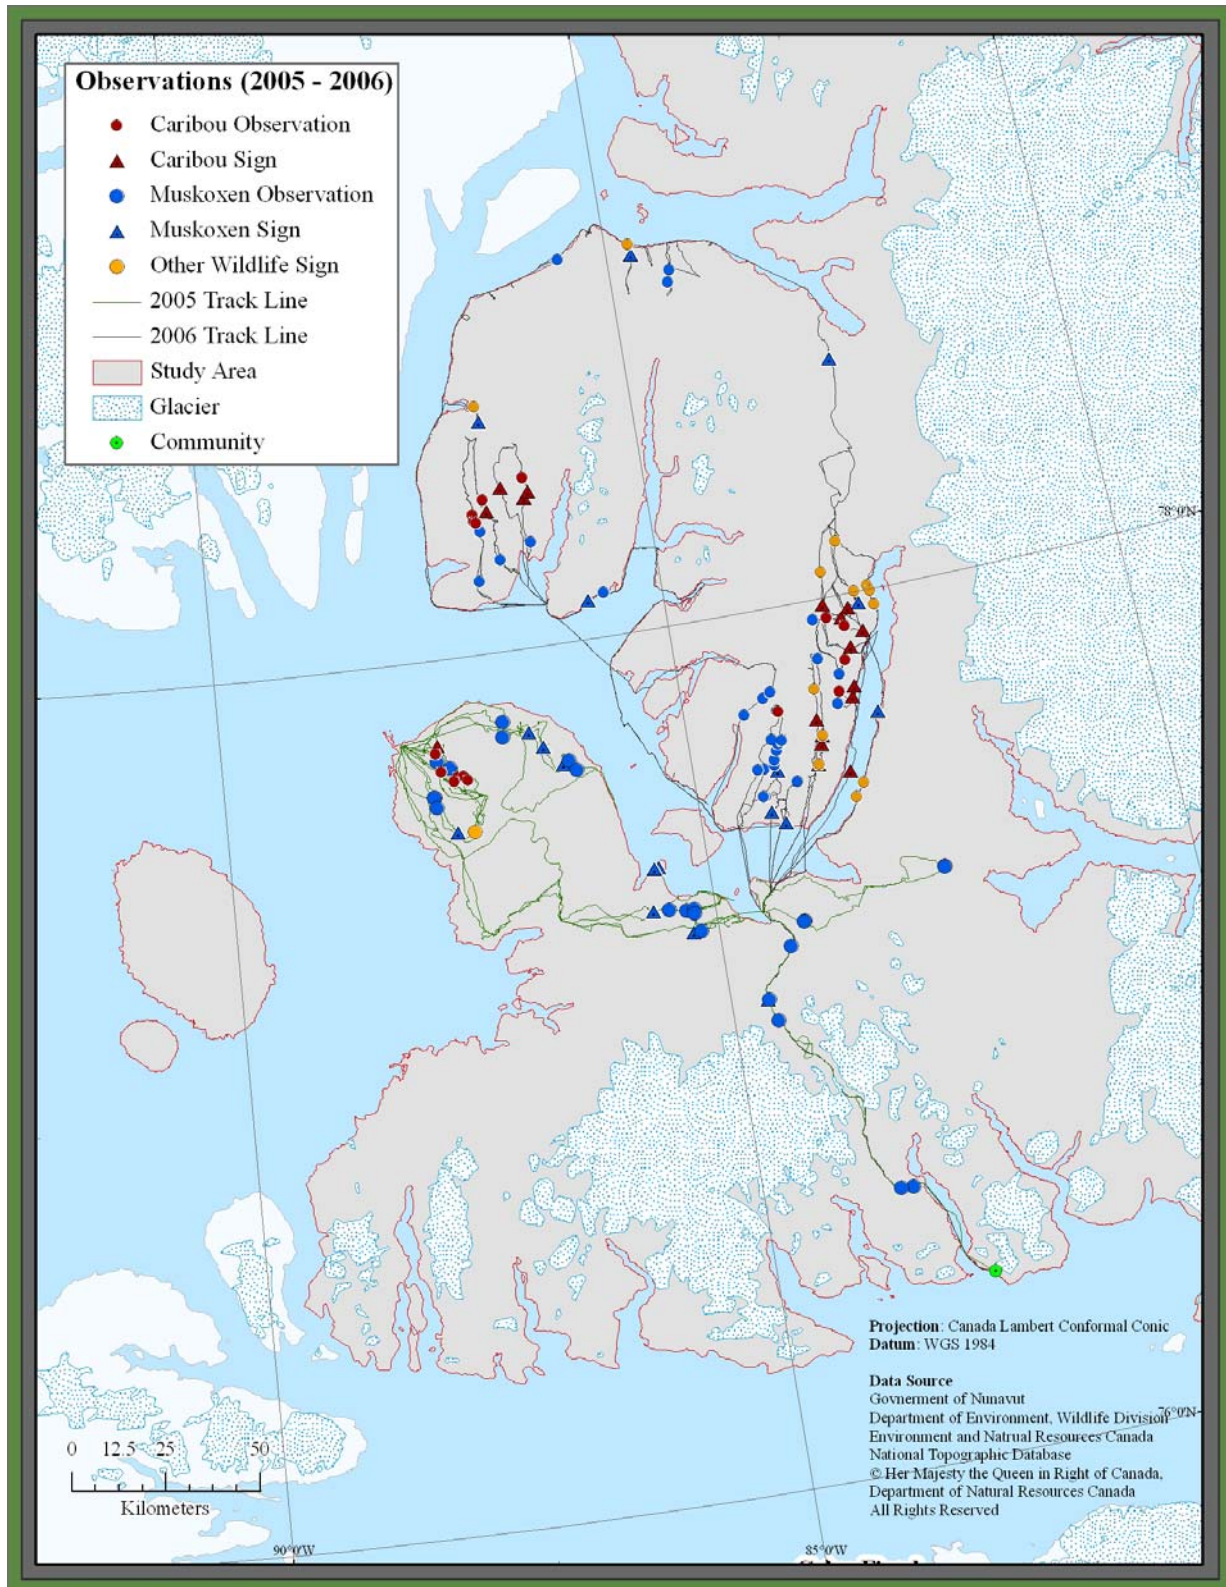 Observations (2005 - 2006)
Caribou Observation
Caribou Sign
Muskoxen Observation
Muskoxen Sign
Other Wildlife Sign
2005 Track Line
2006 Track Line
Study Area
Glacier
Community
78°0'N
Projection: Canada Lambert Conformal Conic
Datum: WGS 1984
Data Source
Govnerment of Nunavut
Department of Environment, Wildlife Division
Environment and Natrual Resources Canada
National Topographic Database
© Her Majesty the Queen in Right of Canada,
Department of Natural Resources Canada
All Rights Reserved
76°0'N
0 12.5 25 50
Kilometers
90°0'W
85°0'W